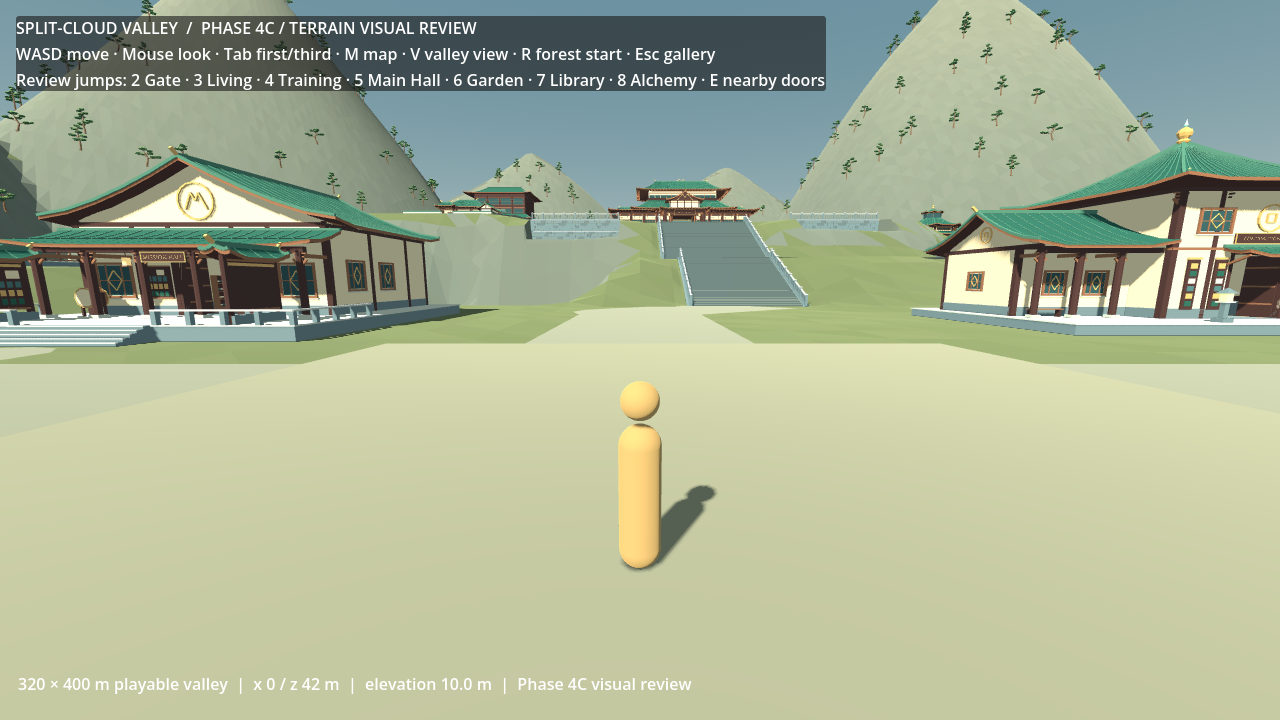 SPLIT-CLOUD VALLEY / PHASE 4C / TERRAIN VISUAL REVIEW
WASD move · Mouse look · Tab first/third · M map · V valley view · R forest start · Esc gallery
Review jumps: 2 Gate · 3 Living · 4 Training · 5 Main Hall · 6 Garden · 7 Library · 8 Alchemy · E nearby doors
M
MISSION HALL
320 × 400 m playable valley | x 0 / z 42 m | elevation 10.0 m | Phase 4C visual review